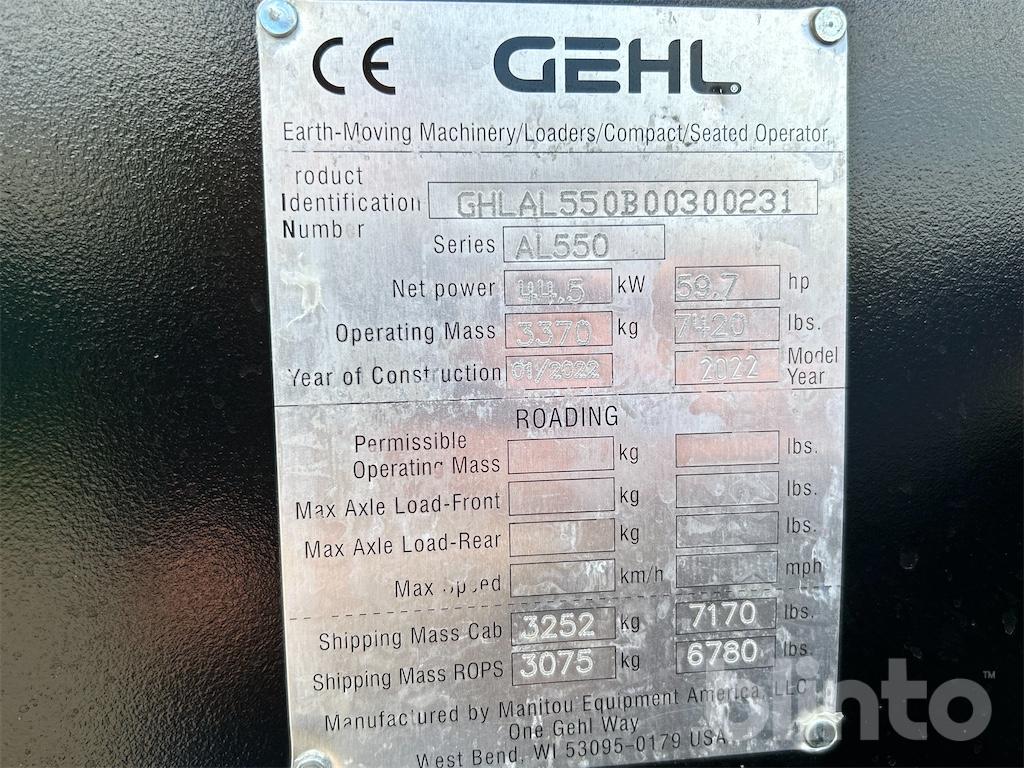 CE GEHL®
Earth-Moving Machinery/Loaders/Compact/Seated Operator
roduct
Identification GHLAL550B00300231
Number
Series AL550
Net power 44.5 kW 59.7 hp
Operating Mass 3370 kg 7420 lbs.
Year of Construction 01/2022 2022 Model Year
ROADING
Permissible
Operating Mass kg lbs.
Max Axle Load-Front kg lbs.
Max Axle Load-Rear kg lbs.
Max Speed km/h mph
Shipping Mass Cab 3252 kg 7170 lbs.
Shipping Mass ROPS 3075 kg 6780 lbs.
Manufactured by Manitou Equipment America, LLC
One Gehl Way
West Bend, WI 53095-0179 USA
blinto™